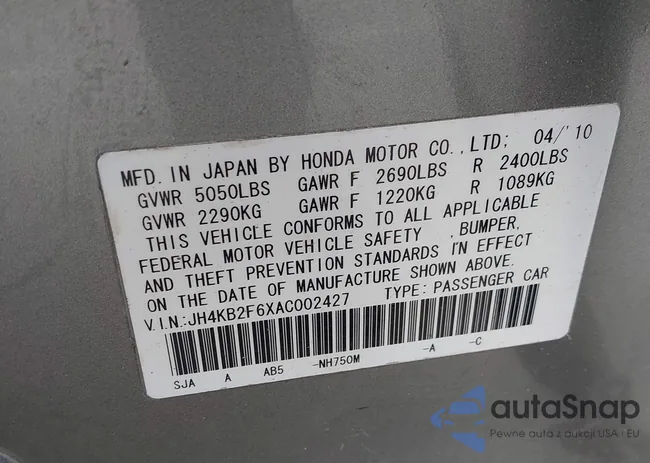 MFD. IN JAPAN BY HONDA MOTOR CO.,LTD; 04/'10
GVWR 5050LBS GAWR F 2690LBS R 2400LBS
GVWR 2290KG GAWR F 1220KG R 1089KG
THIS VEHICLE CONFORMS TO ALL APPLICABLE
FEDERAL MOTOR VEHICLE SAFETY ,BUMPER,
AND THEFT PREVENTION STANDARDS IN EFFECT
ON THE DATE OF MANUFACTURE SHOWN ABOVE.
V.I.N.:JH4KB2F6XAC002427 TYPE: PASSENGER CAR
SJA A AB5 -NH750M -A -C
autoSnap
Pewne auta z aukcji USA i EU